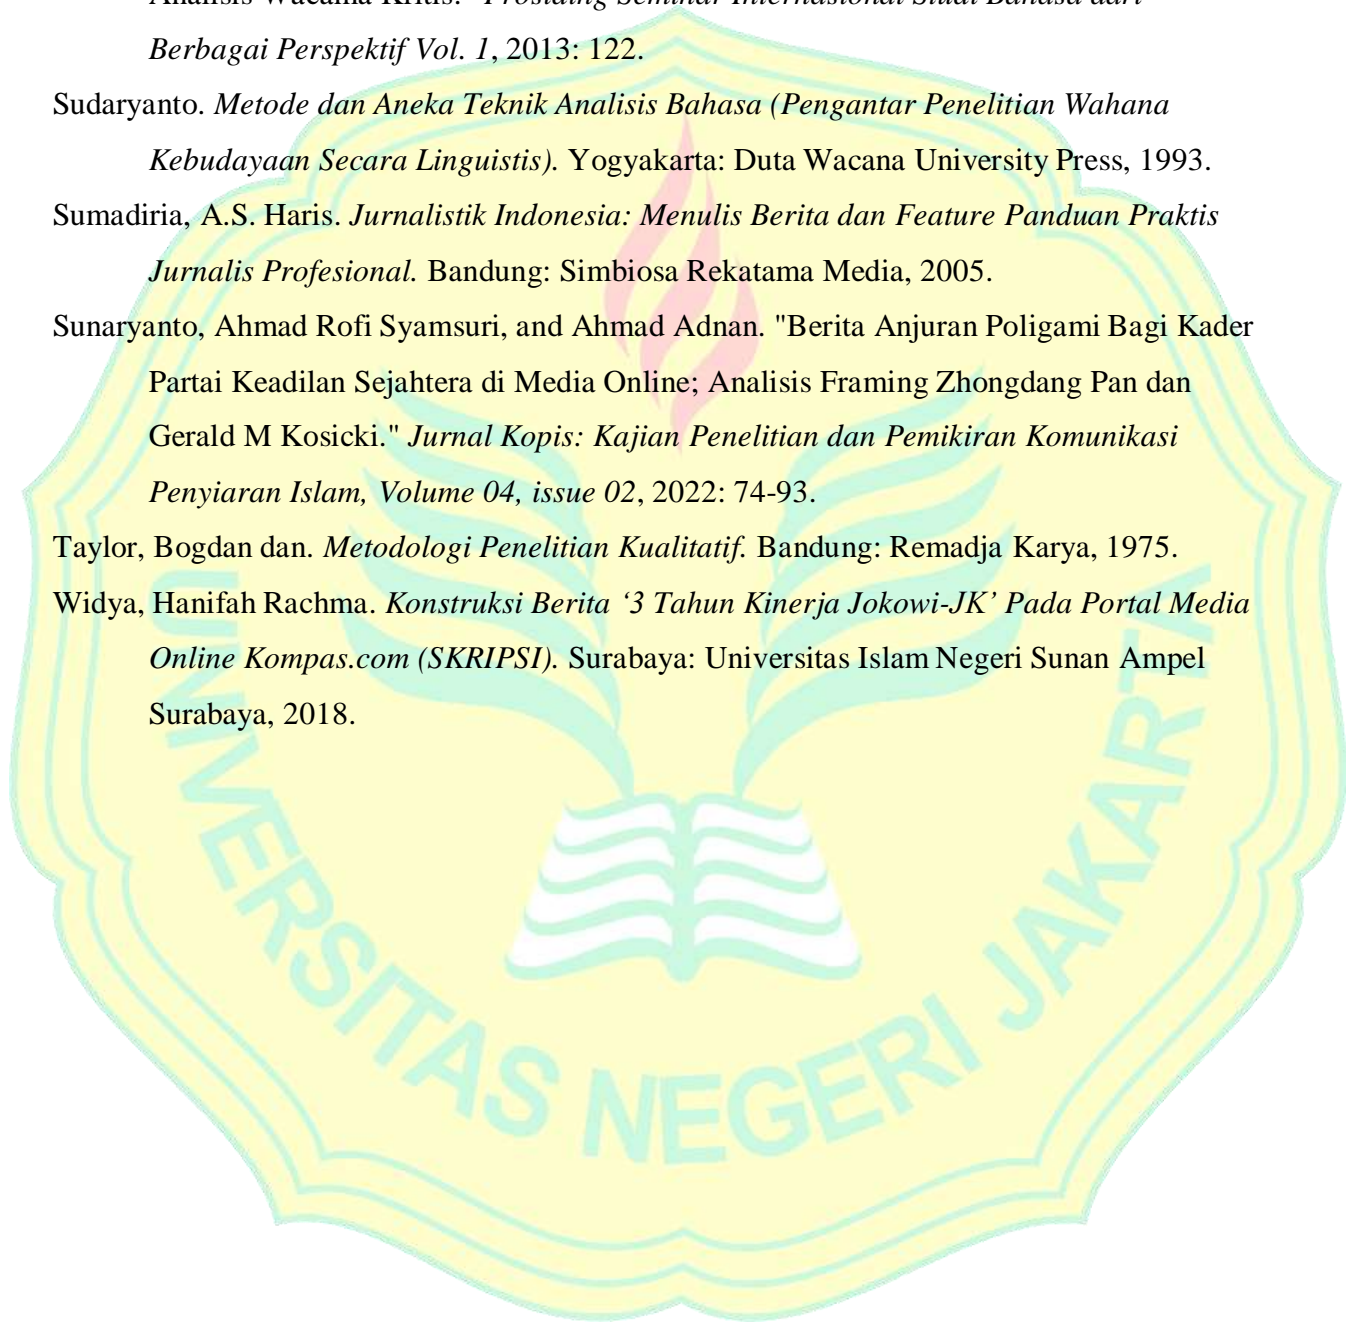 Analisis Wacama Kritis." Prosiding Seminar Internasional Studi Bahasa dari
Berbagai Perspektif Vol. 1, 2013: 122.
Sudaryanto. Metode dan Aneka Teknik Analisis Bahasa (Pengantar Penelitian Wahana
Kebudayaan Secara Linguistis). Yogyakarta: Duta Wacana University Press, 1993.
Sumadiria, A.S. Haris. Jurnalistik Indonesia: Menulis Berita dan Feature Panduan Praktis
Jurnalis Profesional. Bandung: Simbiosa Rekatama Media, 2005.
Sunaryanto, Ahmad Rofi Syamsuri, and Ahmad Adnan. "Berita Anjuran Poligami Bagi Kader
Partai Keadilan Sejahtera di Media Online; Analisis Framing Zhongdang Pan dan
Gerald M Kosicki." Jurnal Kopis: Kajian Penelitian dan Pemikiran Komunikasi
Penyiaran Islam, Volume 04, issue 02, 2022: 74-93.
Taylor, Bogdan dan. Metodologi Penelitian Kualitatif. Bandung: Remadja Karya, 1975.
Widya, Hanifah Rachma. Konstruksi Berita ‘3 Tahun Kinerja Jokowi-JK’ Pada Portal Media
Online Kompas.com (SKRIPSI). Surabaya: Universitas Islam Negeri Sunan Ampel
Surabaya, 2018.
UNIVERSITAS NEGERI JAKARTA